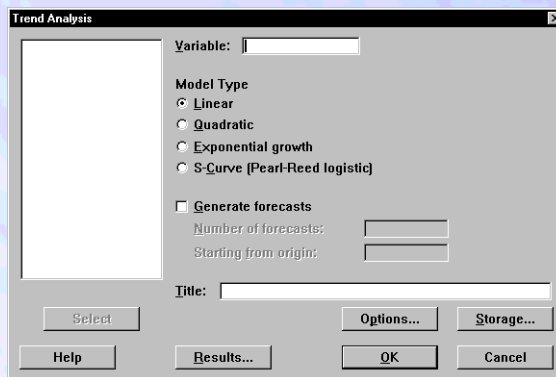 Trend Analysis
Variable:
Model Type
Linear
Quadratic
Exponential growth
S-Curve (Pearl-Reed logistic)
Generate forecasts
Number of forecasts:
Starting from origin:
Title:
Select
Options...
Storage...
Help
Results...
OK
Cancel